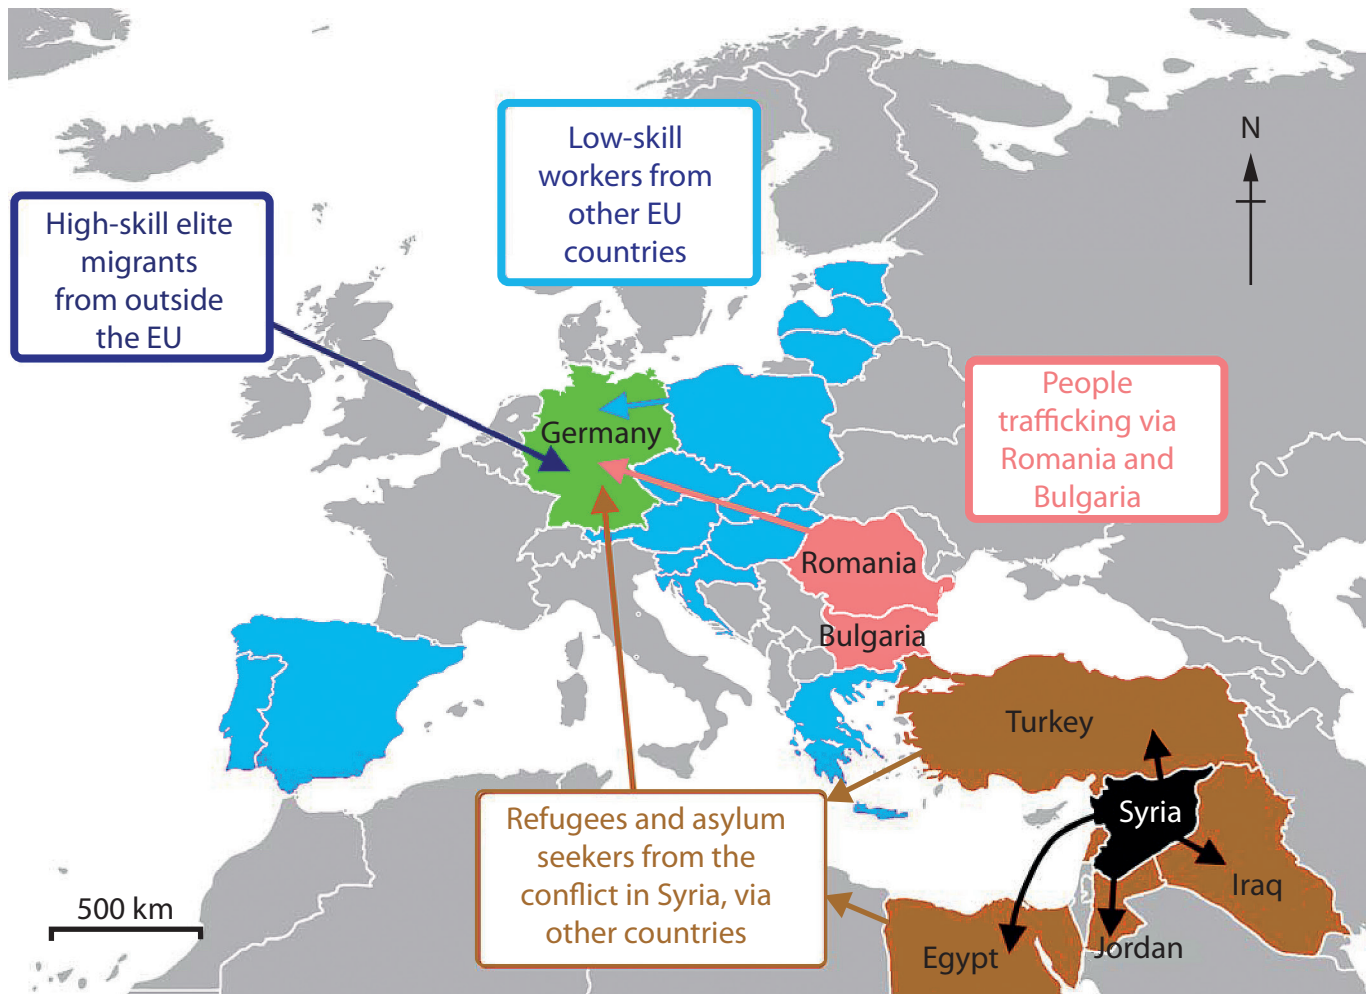 Low-skill
workers from
other EU
countries
N
High-skill elite
migrants
from outside
the EU
People
trafficking via
Romania and
Bulgaria
Germany
Romania
Bulgaria
Turkey
Syria
Refugees and asylum
seekers from the
conflict in Syria, via
other countries
Iraq
500 km
Egypt
Jordan